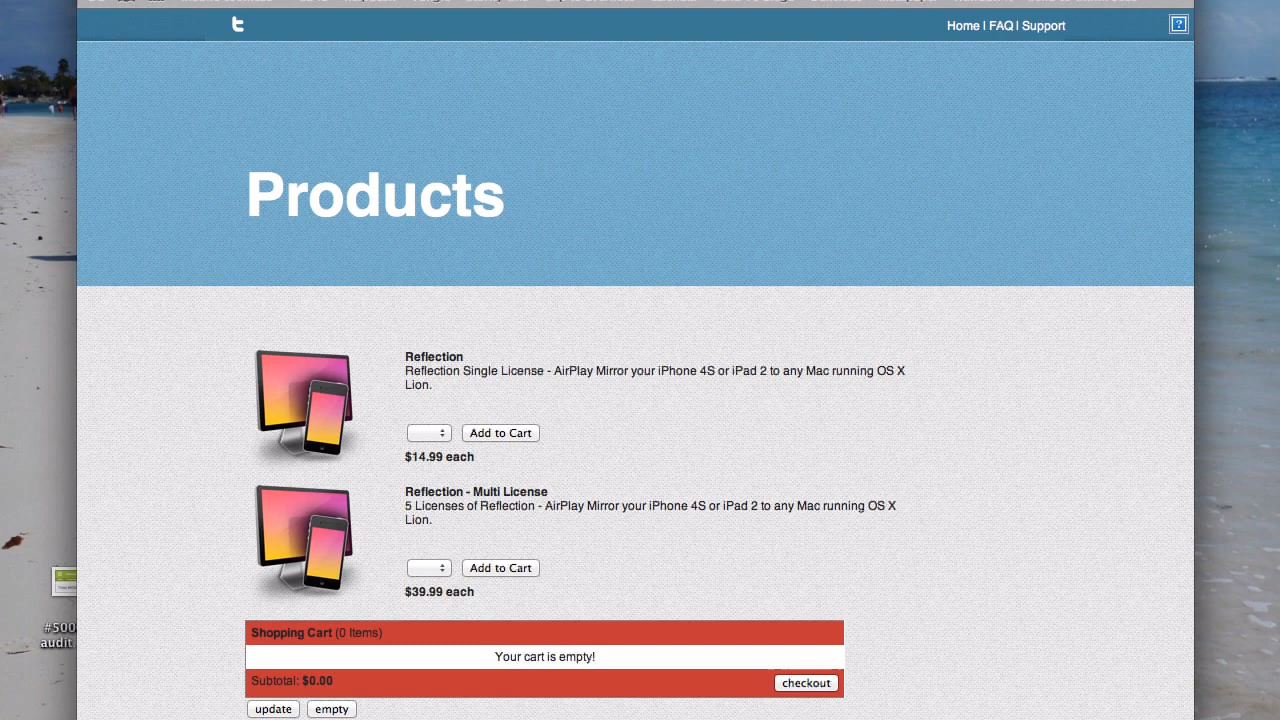 Home | FAQ | Support
?
Products
Reflection
Reflection Single License - AirPlay Mirror your iPhone 4S or iPad 2 to any Mac running OS X
Lion.
Add to Cart
$14.99 each
Reflection - Multi License
5 Licenses of Reflection - AirPlay Mirror your iPhone 4S or iPad 2 to any Mac running OS X
Lion.
Add to Cart
$39.99 each
#500
audit.
Shopping Cart (0 Items)
Your cart is empty!
Subtotal: $0.00
checkout
update
empty